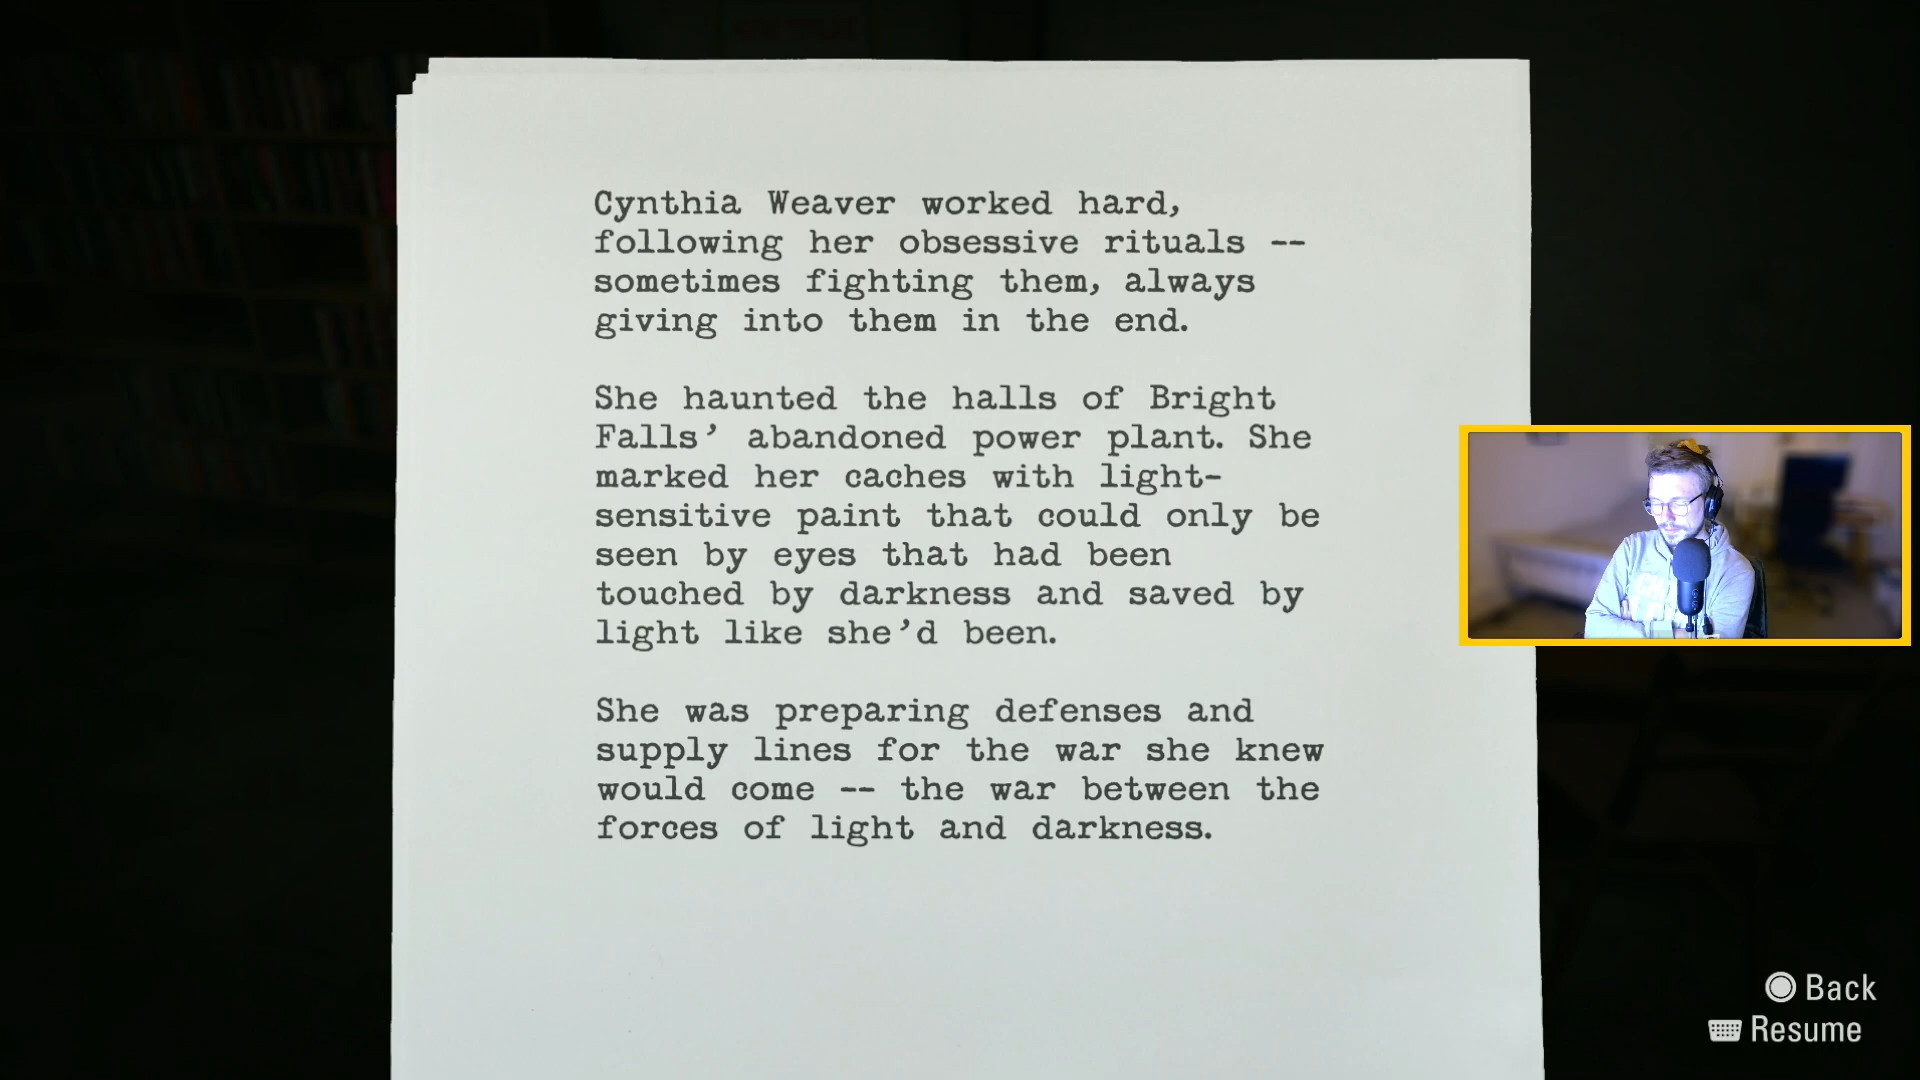 Cynthia Weaver worked hard,
following her obsessive rituals --
sometimes fighting them, always
giving into them in the end.
She haunted the halls of Bright
Falls’ abandoned power plant. She
marked her caches with light-
sensitive paint that could only be
seen by eyes that had been
touched by darkness and saved by
light like she’d been.
She was preparing defenses and
supply lines for the war she knew
would come -- the war between the
forces of light and darkness.
Back
Resume